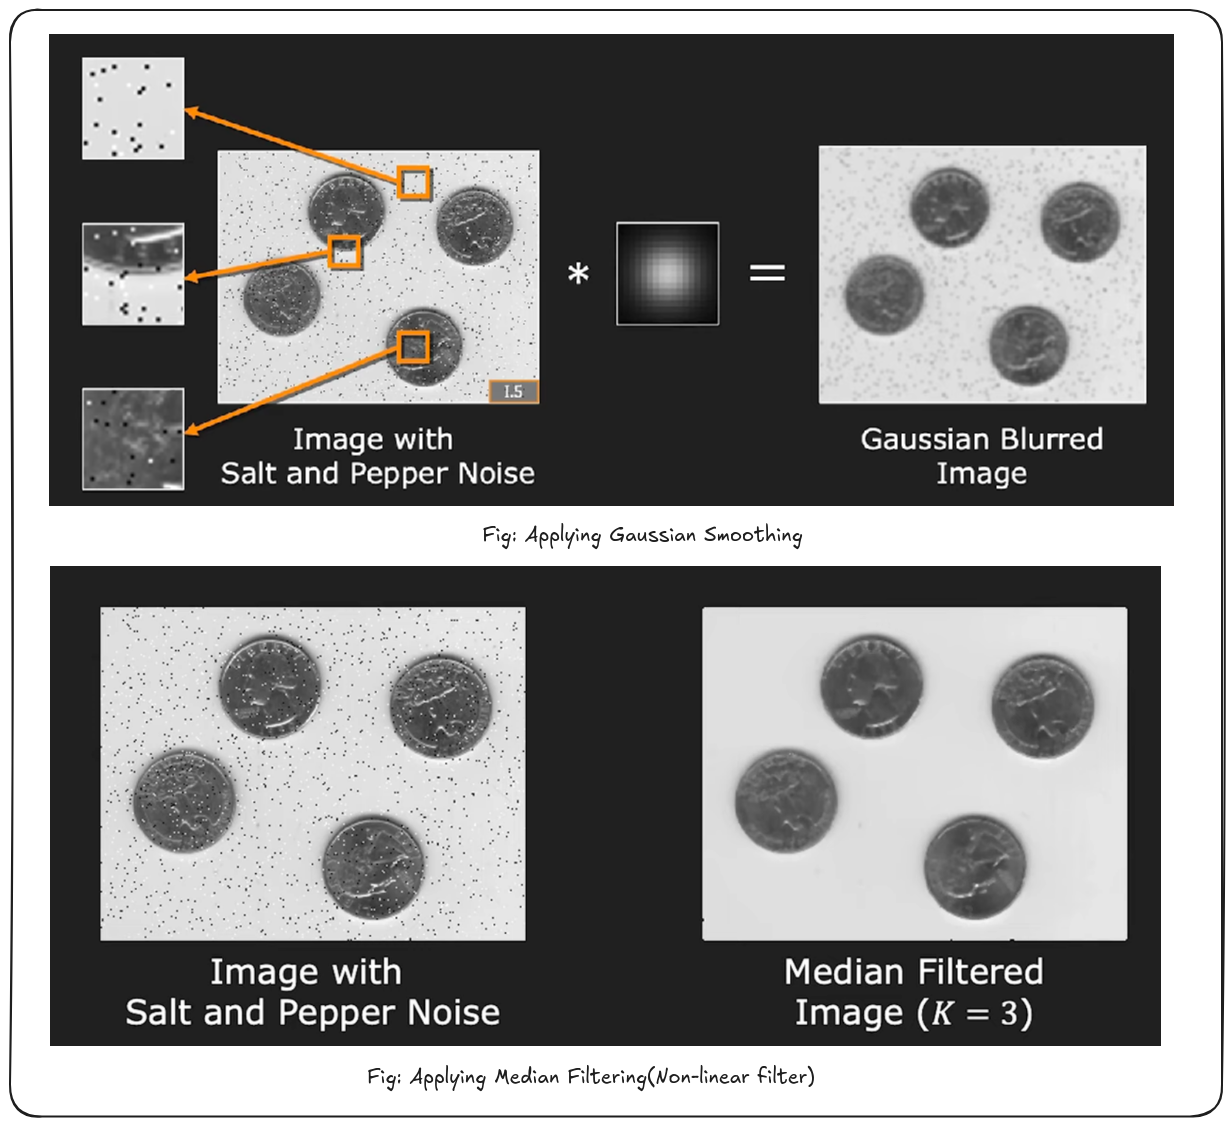 I.5
*
=
Image with
Salt and Pepper Noise
Gaussian Blurred
Image
Fig: Applying Gaussian Smoothing
Image with
Salt and Pepper Noise
Median Filtered
Image (K = 3)
Fig: Applying Median Filtering(Non-linear filter)